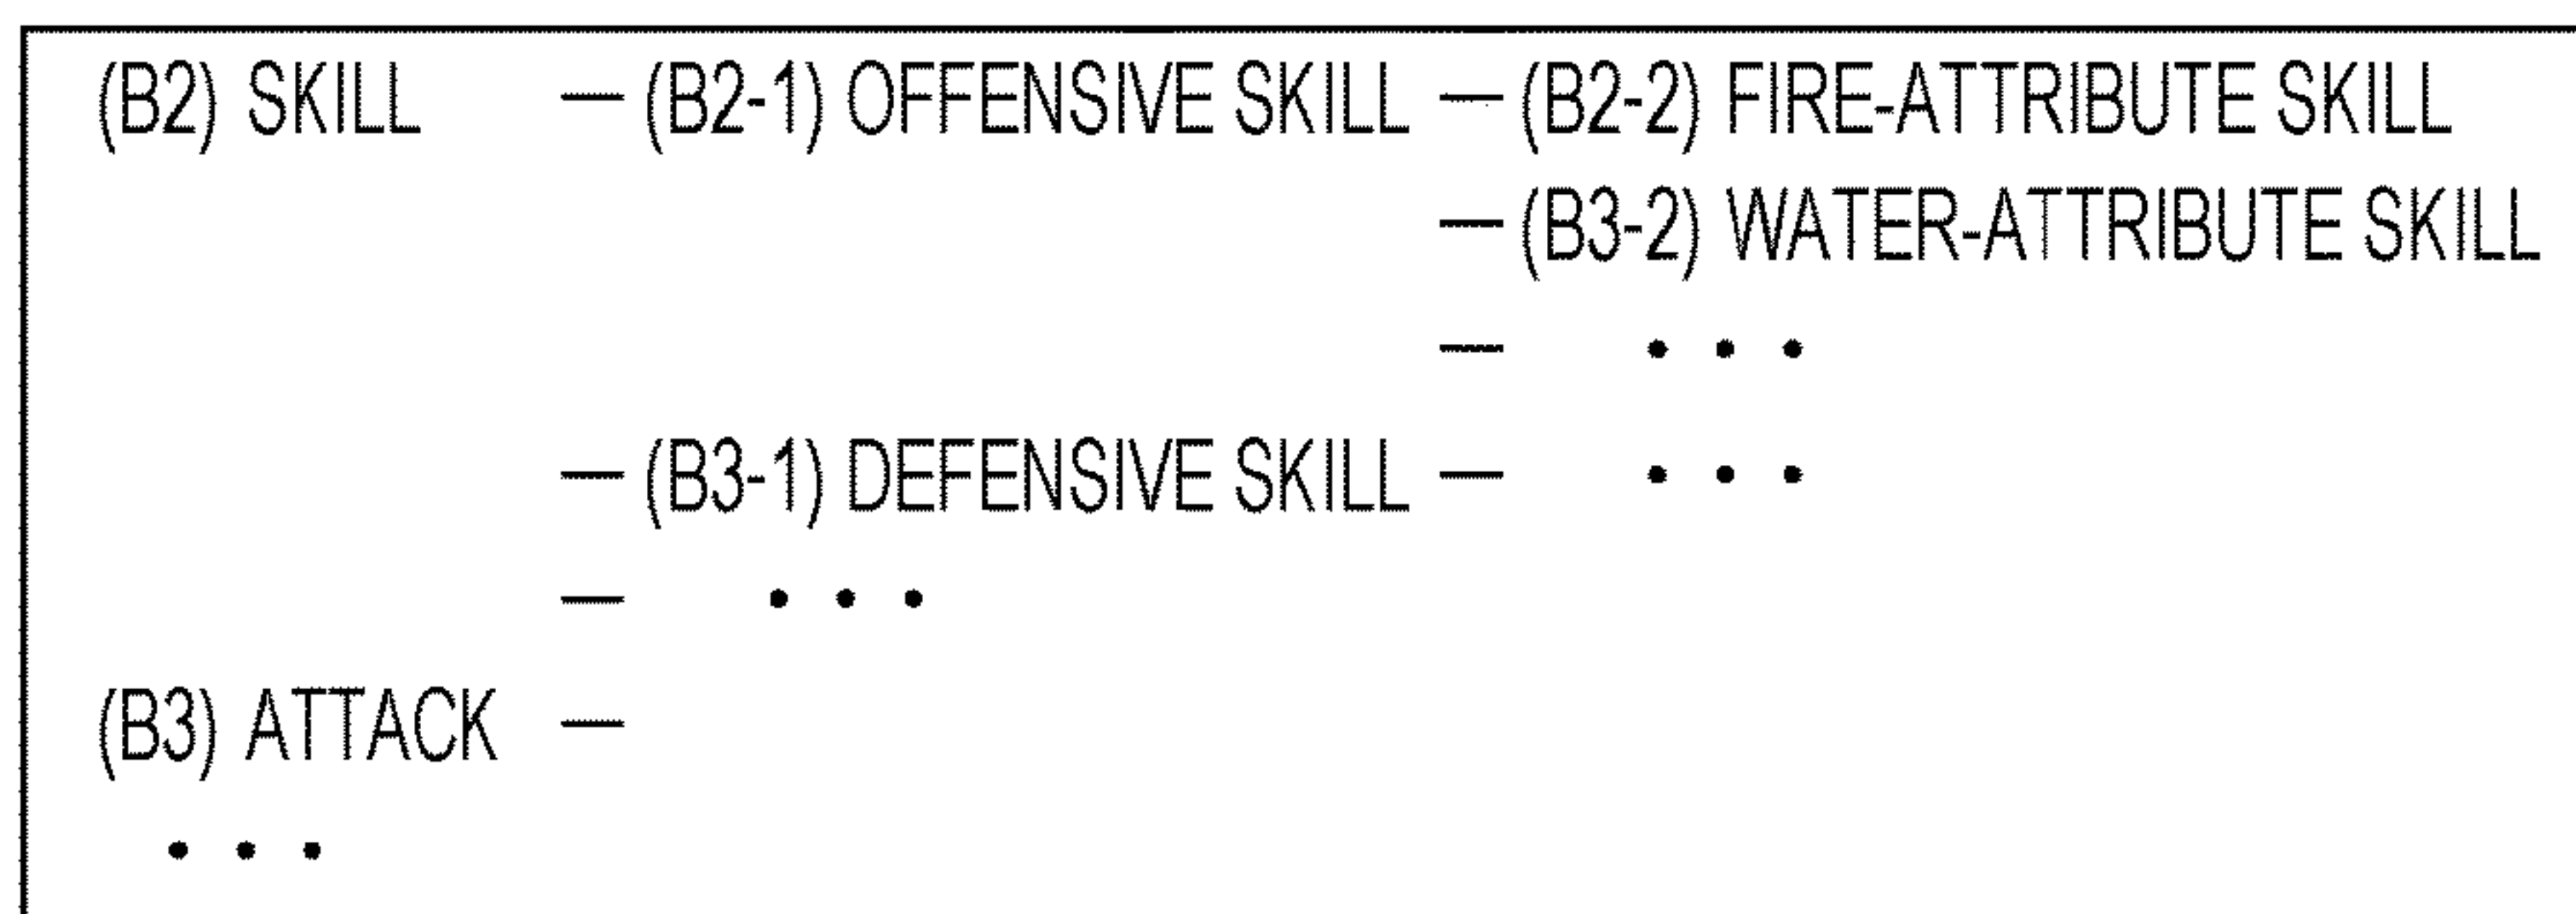 (B2) SKILL — (B2-1) OFFENSIVE SKILL — (B2-2) FIRE-ATTRIBUTE SKILL
— (B3-2) WATER-ATTRIBUTE SKILL
— • • •
— (B3-1) DEFENSIVE SKILL — • • •
— • • •
(B3) ATTACK —
• • •